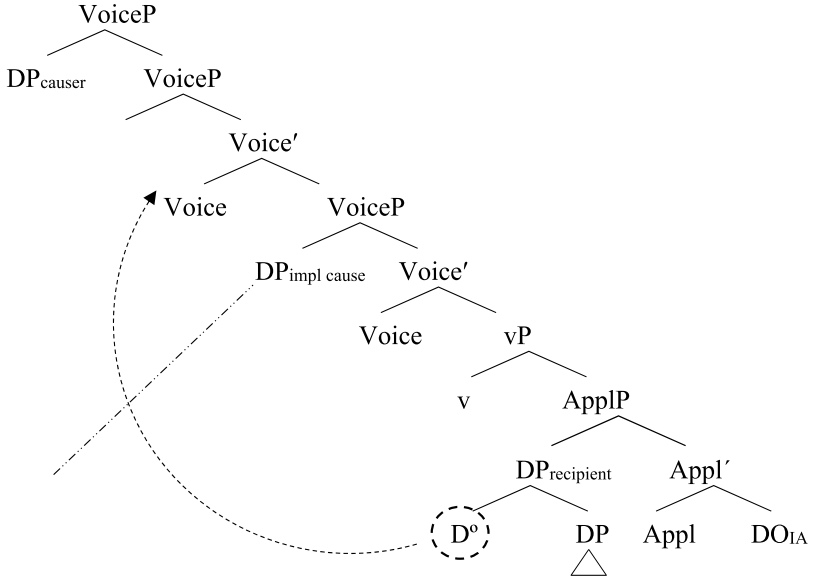 VoiceP
DPcauser VoiceP
Voice′
Voice VoiceP
DPimpl cause Voice′
Voice vP
v ApplP
DPrecipient Appl´
Dº DP Appl DOIA